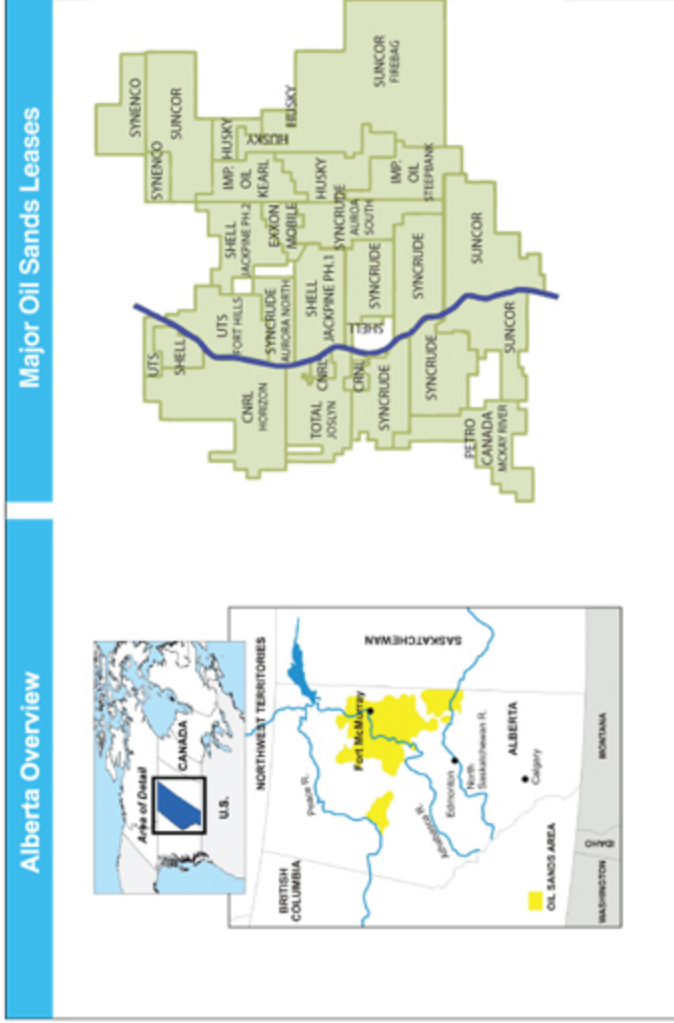 Alberta Overview
Area of Detail
CANADA
U.S.
NORTHWEST TERRITORIES
BRITISH
COLUMBIA
Peace R.
Fort McMurray
SASKATCHEWAN
Athabasca R.
Edmonton
North
Saskatchewan R.
ALBERTA
Calgary
OIL SANDS AREA
WASHINGTON
IDAHO
MONTANA
Major Oil Sands Leases
SYNENCO
SYNENCO
SUCOR
UTS
SHELL
UTS
FORT HILLS
SHELL
JACKPINE PH.2
IMP.
OIL
KEARL
HUSKY
HUSKY
HUSKY
CNRL
HORIZON
SYNCRUDE
AURORA NORTH
EXXON
MOBILE
HUSKY
SUNCOR
FIREBAG
TOTAL
JOSLYN
CNRL
SHELL
JACKPINE PH.1
SYNCRUDE
AUROA
SOUTH
CRNL
SHELL
SYNCRUDE
SYNCRUDE
IMP.
OIL
STEEPBANK
SYNCRUDE
SYNCRUDE
PETRO
CANADA
MCKAY RIVER
SUNCOR
SUNCOR